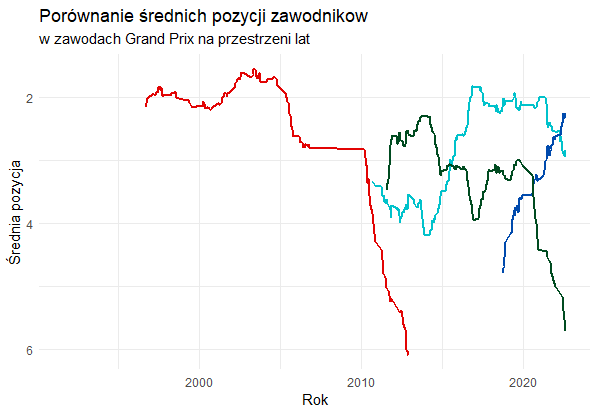 Porównanie średnich pozycji zawodnikow
w zawodach Grand Prix na przestrzeni lat
Średnia pozycja
2
4
6
2000
2010
2020
Rok